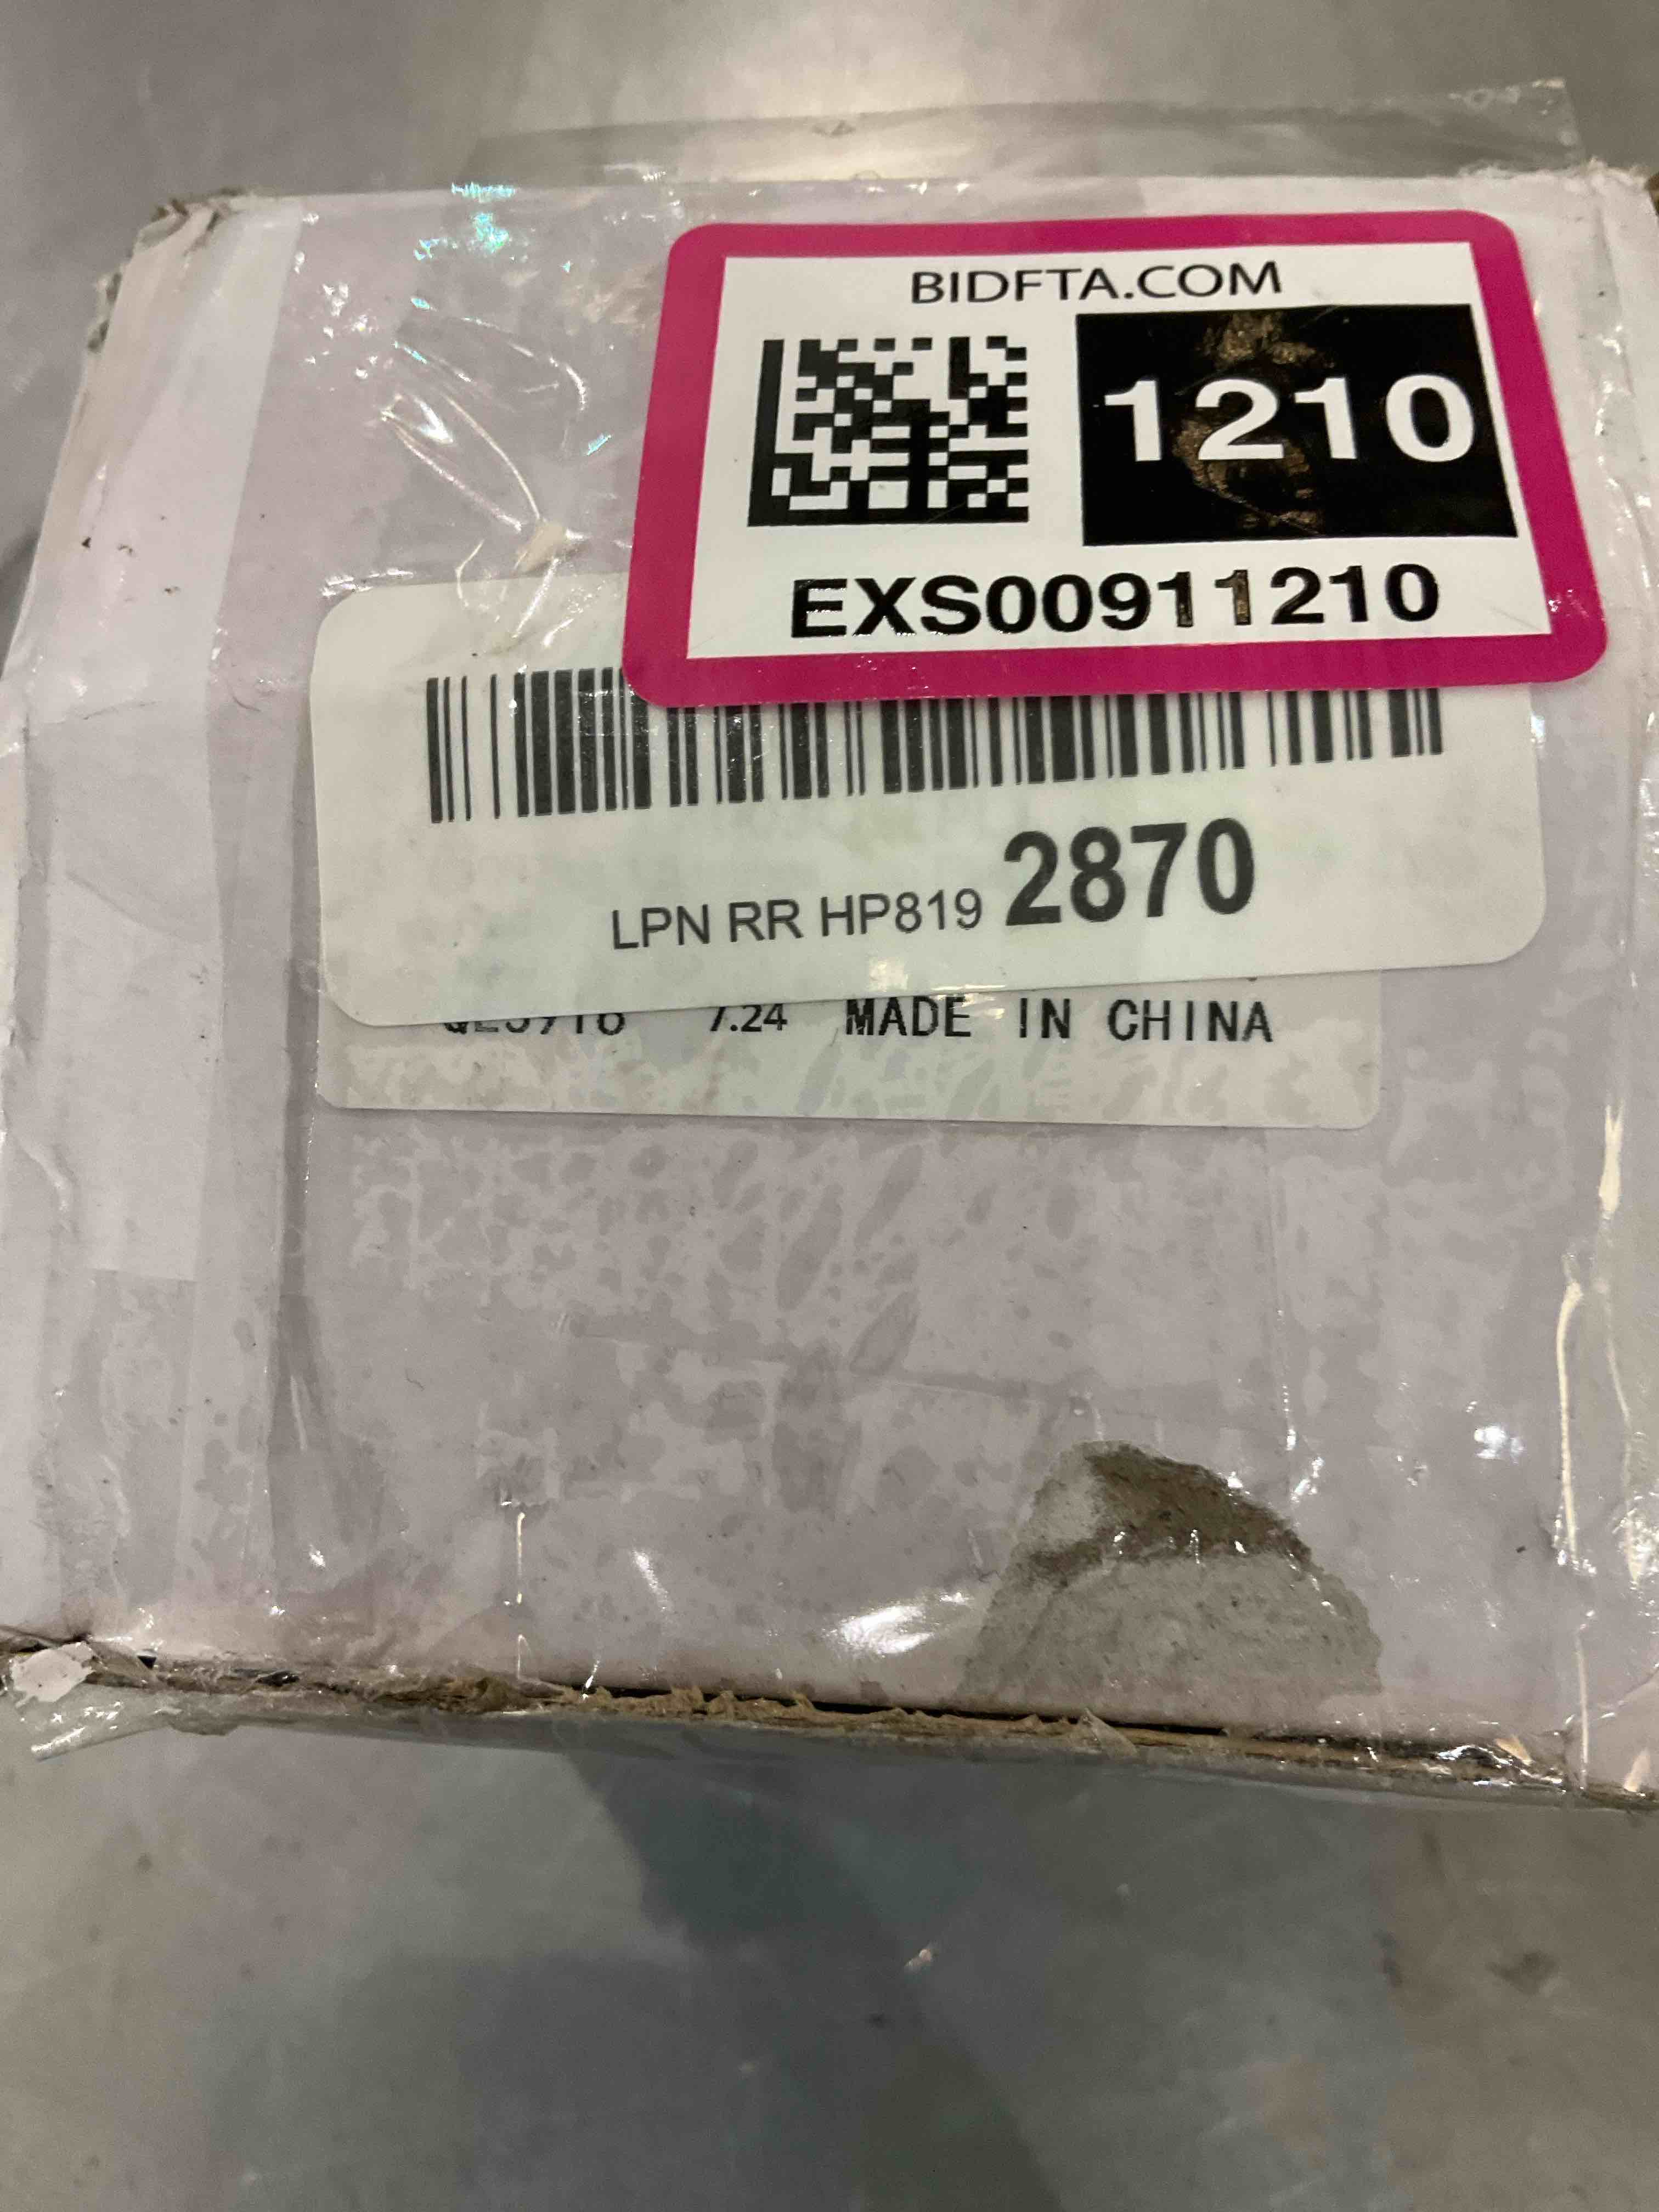 BIDFTA.COM
1210
EXS00911210
LPN RR HP819 2870
7.24 MADE IN CHINA